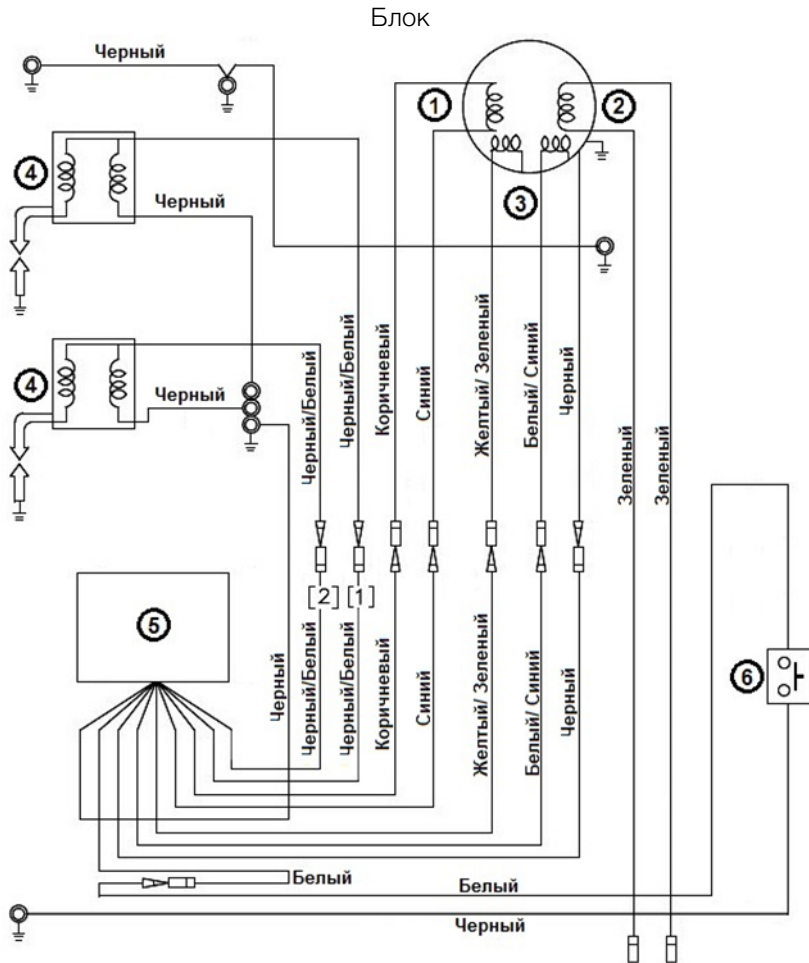 Блок
Черный
1
2
4
3
Черный
4
Черный
Черный/Белый
Черный/Белый
Коричневый
Синий
Желтый/ Зеленый
Белый/ Синий
Черный
Зеленый
Зеленый
[2]
[1]
5
6
Черный
Черный/Белый
Черный/Белый
Коричневый
Синий
Желтый/ Зеленый
Белый/ Синий
Черный
Белый
Белый
Черный